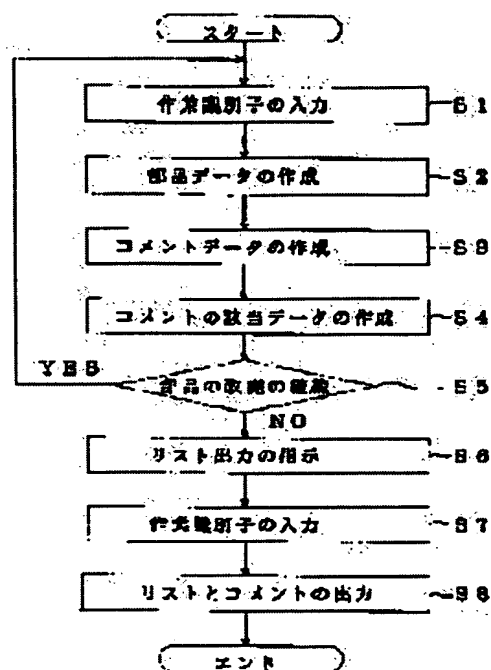 スタート
作業識別子の入力 S1
部品データの作成 S2
コメントデータの作成 S3
コメントの該当データの作成 S4
YES
部品の の確認 S5
NO
リスト出力の指示 S6
作業識別子の入力 S7
リストとコメントの出力 S8
エンド